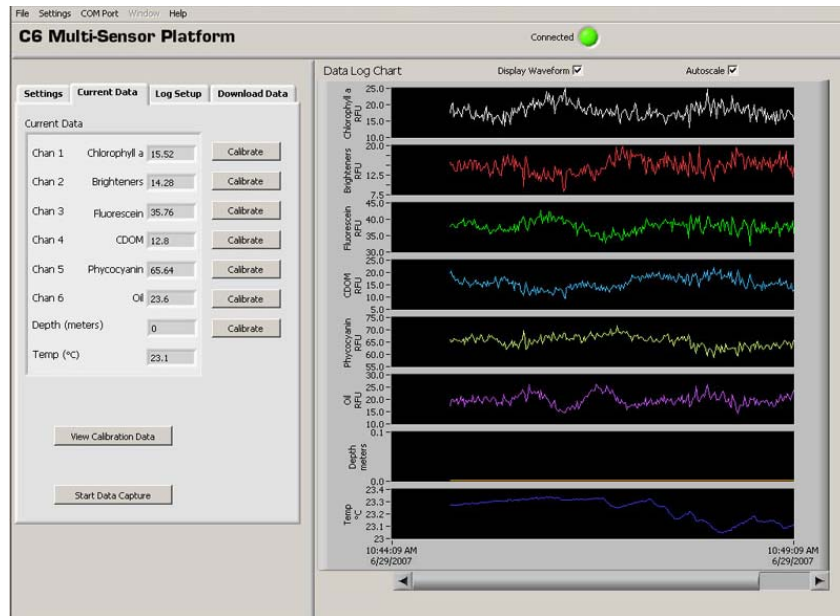 File Settings COM Port Window Help
C6 Multi-Sensor Platform
Connected
Settings Current Data Log Setup Download Data
Current Data
Chan 1 Chlorophyll a 15.52 Calibrate
Chan 2 Brighteners 14.28 Calibrate
Chan 3 Fluorescein 35.76 Calibrate
Chan 4 CDOM 12.8 Calibrate
Chan 5 Phycocyanin 65.64 Calibrate
Chan 6 Oil 23.6 Calibrate
Depth (meters) 0 Calibrate
Temp (°C) 23.1
View Calibration Data
Start Data Capture
Data Log Chart Display Waveform Autoscale
Chlorophyll a
RFU
25.0
20.0
15.0
10.0
Brighteners
RFU
20.0
12.5
7.5
Fluorescein
RFU
45.0
40.0
35.0
30.0
CDOM
RFU
25.0
20.0
15.0
10.0
5.0
Phycocyanin
RFU
75.0
70.0
65.0
60.0
55.0
Oil
RFU
30.0
25.0
20.0
15.0
10.0
Depth
meters
0.1
0.0
Temp
°C
23.4
23.3
23.2
23.1
23
10:44:09 AM
6/29/2007
10:49:09 AM
6/29/2007